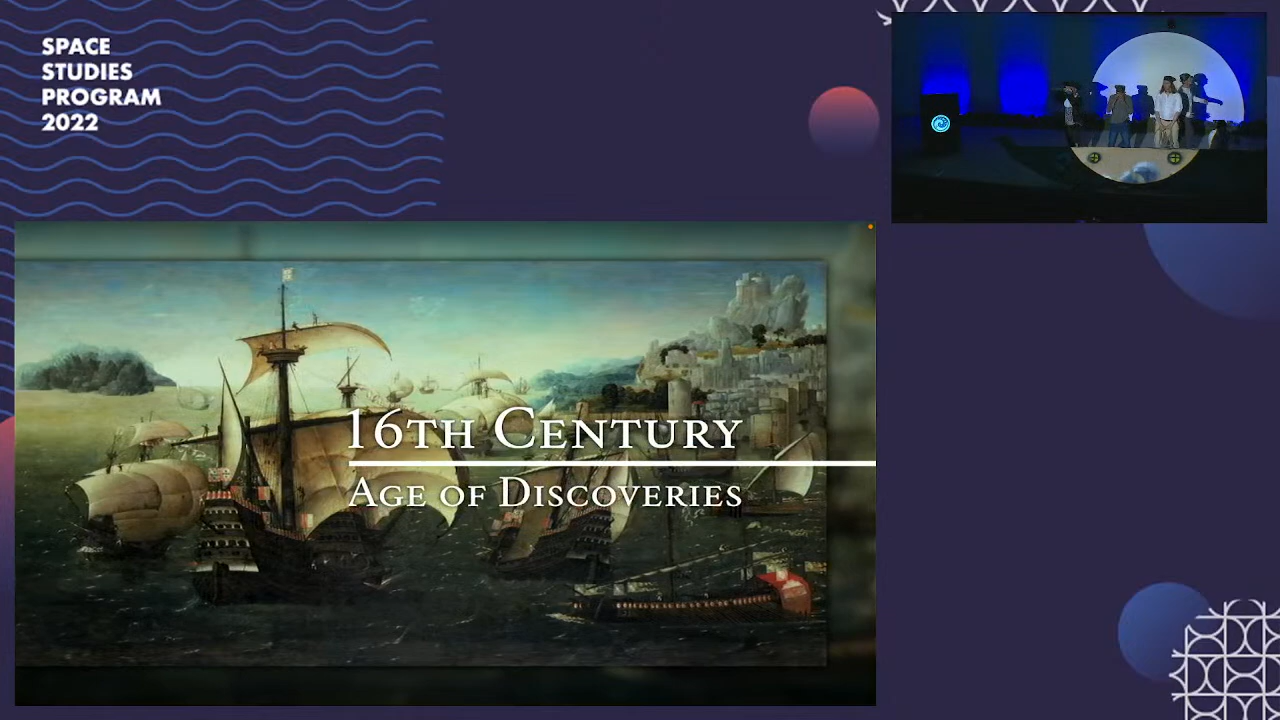 SPACE
STUDIES
PROGRAM
2022
16th Century
Age of Discoveries